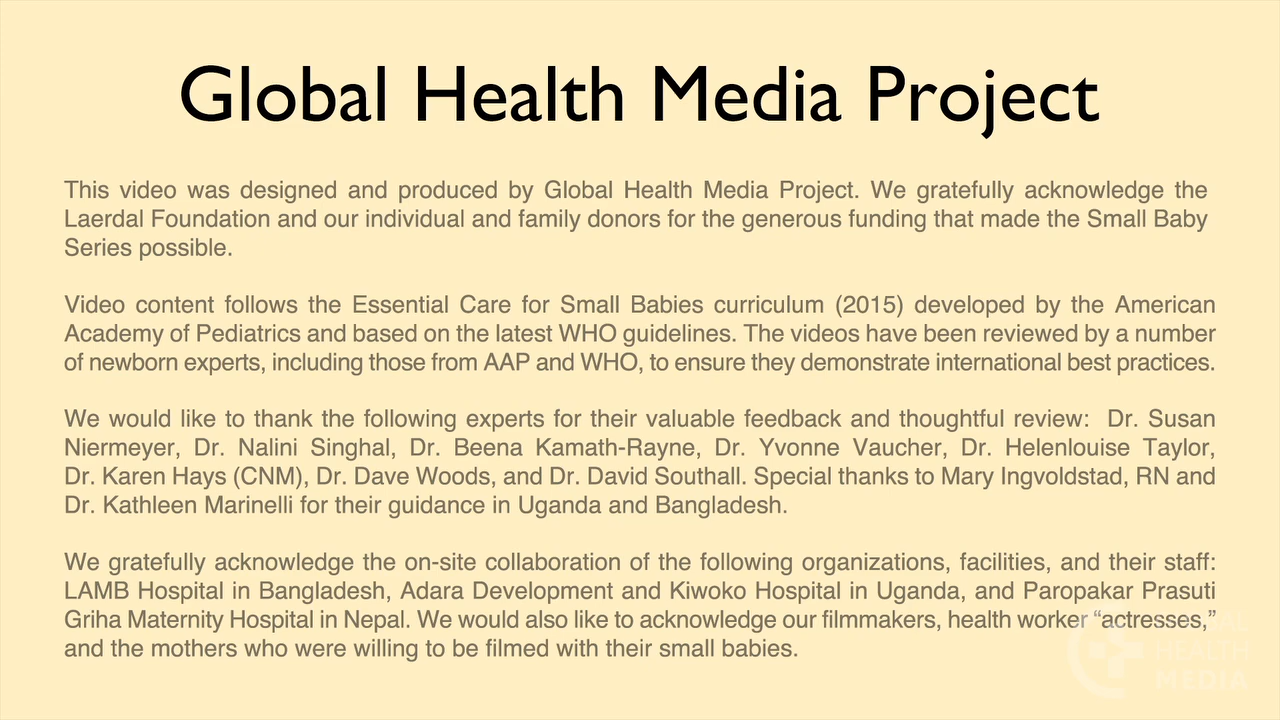 Global Health Media Project
This video was designed and produced by Global Health Media Project. We gratefully acknowledge the
Laerdal Foundation and our individual and family donors for the generous funding that made the Small Baby
Series possible.
Video content follows the Essential Care for Small Babies curriculum (2015) developed by the American
Academy of Pediatrics and based on the latest WHO guidelines. The videos have been reviewed by a number
of newborn experts, including those from AAP and WHO, to ensure they demonstrate international best practices.
We would like to thank the following experts for their valuable feedback and thoughtful review:  Dr. Susan
Niermeyer, Dr. Nalini Singhal, Dr. Beena Kamath-Rayne, Dr. Yvonne Vaucher, Dr. Helenlouise Taylor,
Dr. Karen Hays (CNM), Dr. Dave Woods, and Dr. David Southall. Special thanks to Mary Ingvoldstad, RN and
Dr. Kathleen Marinelli for their guidance in Uganda and Bangladesh.
We gratefully acknowledge the on-site collaboration of the following organizations, facilities, and their staff:
LAMB Hospital in Bangladesh, Adara Development and Kiwoko Hospital in Uganda, and Paropakar Prasuti
Griha Maternity Hospital in Nepal. We would also like to acknowledge our filmmakers, health worker “actresses,”
and the mothers who were willing to be filmed with their small babies.
GLOBAL
HEALTH
MEDIA